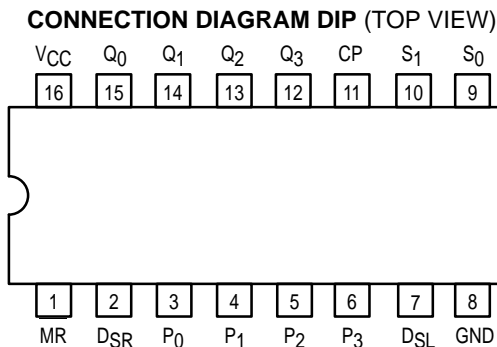 CONNECTION DIAGRAM DIP (TOP VIEW)
VCC Q0 Q1 Q2 Q3 CP S1 S0
16 15 14 13 12 11 10 9
1 2 3 4 5 6 7 8
MR DSR P0 P1 P2 P3 DSL GND